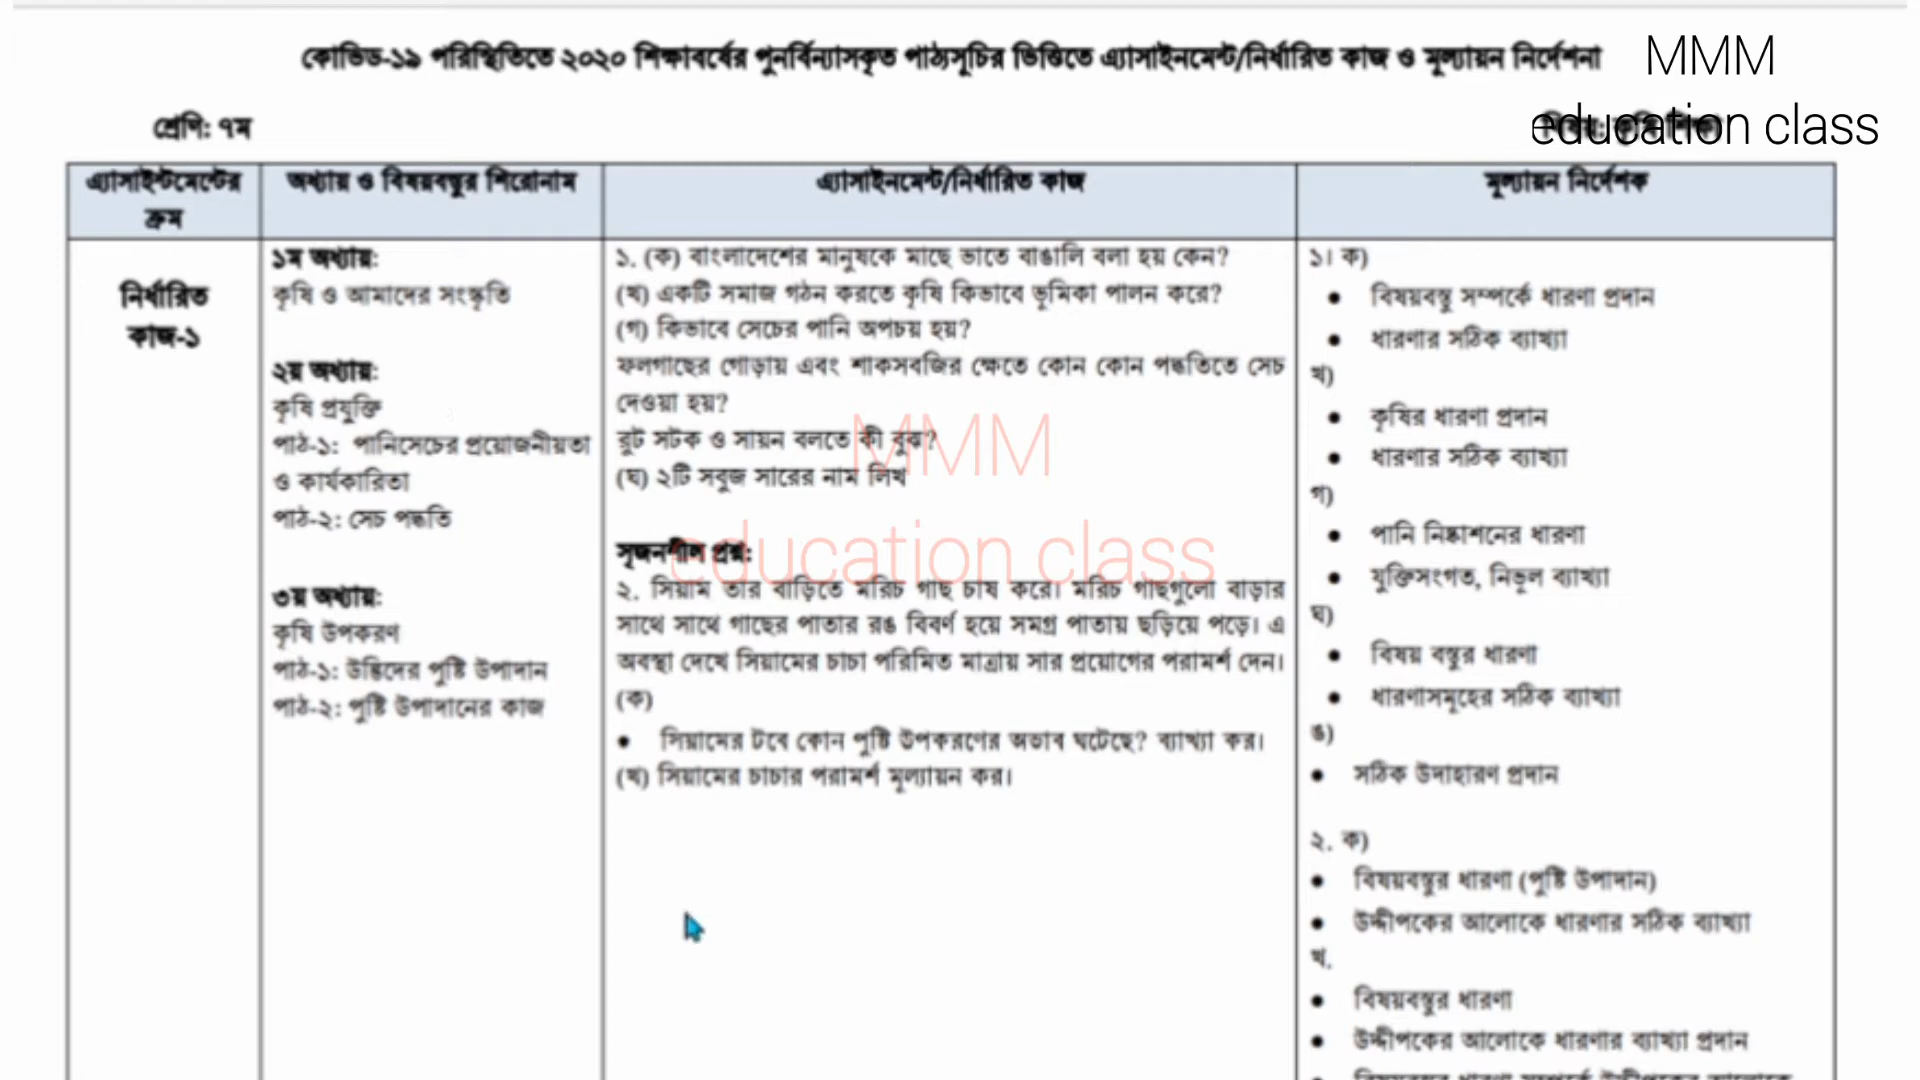 কোভিড-১৯ পরিস্থিতিতে ২০২০ শিক্ষাবর্ষের পুনর্বিন্যাসকৃত পাঠ্যসূচির ভিত্তিতে এ্যাসাইনমেন্ট/নির্ধারিত কাজ ও মূল্যায়ন নির্দেশনা
MMM
education class
শ্রেণি: ৭ম
এ্যাসাইন্টমেন্টের
ক্রম
অধ্যায় ও বিষয়বস্তুর শিরোনাম
এ্যাসাইনমেন্ট/নির্ধারিত কাজ
মূল্যায়ন নির্দেশক
নির্ধারিত
কাজ-১
১ম অধ্যায়:
কৃষি ও আমাদের সংস্কৃতি
২য় অধ্যায়:
কৃষি প্রযুক্তি
পাঠ-১: পানিসেচের প্রয়োজনীয়তা
ও কার্যকারিতা
পাঠ-২: সেচ পদ্ধতি
৩য় অধ্যায়:
কৃষি উপকরণ
পাঠ-১: উদ্ভিদের পুষ্টি উপাদান
পাঠ-২: পুষ্টি উপাদানের কাজ
১. (ক) বাংলাদেশের মানুষকে মাছে ভাতে বাঙালি বলা হয় কেন?
(খ) একটি সমাজ গঠন করতে কৃষি কিভাবে ভূমিকা পালন করে?
(গ) কিভাবে সেচের পানি অপচয় হয়?
ফলগাছের গোড়ায় এবং শাকসবজির ক্ষেতে কোন কোন পদ্ধতিতে সেচ
দেওয়া হয়?
রুট সটক ও সায়ন বলতে কী বুঝ?
(ঘ) ২টি সবুজ সারের নাম লিখ
MMM
education class
সৃজনশীল প্রশ্ন:
২. সিয়াম তার বাড়িতে মরিচ গাছ চাষ করে। মরিচ গাছগুলো বাড়ার
সাথে সাথে গাছের পাতার রঙ বিবর্ণ হয়ে সমগ্র পাতায় ছড়িয়ে পড়ে। এ
অবস্থা দেখে সিয়ামের চাচা পরিমিত মাত্রায় সার প্রয়োগের পরামর্শ দেন।
(ক)
● সিয়ামের টবে কোন পুষ্টি উপকরণের অভাব ঘটেছে? ব্যাখ্যা কর।
(খ) সিয়ামের চাচার পরামর্শ মূল্যায়ন কর।
১। ক)
● বিষয়বস্তু সম্পর্কে ধারণা প্রদান
● ধারণার সঠিক ব্যাখ্যা
খ)
● কৃষির ধারণা প্রদান
● ধারণার সঠিক ব্যাখ্যা
গ)
● পানি নিষ্কাশনের ধারণা
● যুক্তিসংগত, নির্ভূল ব্যাখ্যা
ঘ)
● বিষয় বস্তুর ধারণা
● ধারণাসমূহের সঠিক ব্যাখ্যা
ঙ)
● সঠিক উদাহারণ প্রদান
২. ক)
● বিষয়বস্তুর ধারণা (পুষ্টি উপাদান)
● উদ্দীপকের আলোকে ধারণার সঠিক ব্যাখ্যা
খ.
● বিষয়বস্তুর ধারণা
● উদ্দীপকের আলোকে ধারণার ব্যাখ্যা প্রদান